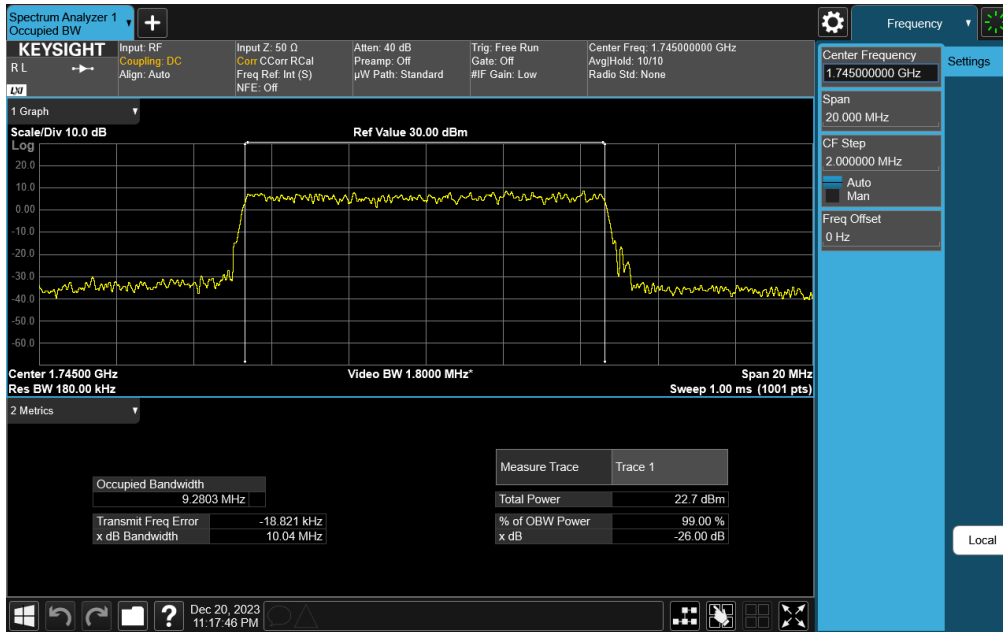 Spectrum Analyzer 1
Occupied BW
+
Frequency
KEYSIGHT
R L
LXI
Input: RF
Coupling: DC
Align: Auto
Input Z: 50 Ω
Corr CCorr RCal
Freq Ref: Int (S)
NFE: Off
Atten: 40 dB
Preamp: Off
µW Path: Standard
Trig: Free Run
Gate: Off
#IF Gain: Low
Center Freq: 1.745000000 GHz
Avg|Hold: 10/10
Radio Std: None
Center Frequency
1.745000000 GHz
Settings
Span
20.000 MHz
CF Step
2.000000 MHz
Auto
Man
Freq Offset
0 Hz
Local
1 Graph
Scale/Div 10.0 dB
Ref Value 30.00 dBm
Log
20.0
10.0
0.00
-10.0
-20.0
-30.0
-40.0
-50.0
-60.0
Center 1.74500 GHz
Video BW 1.8000 MHz*
Span 20 MHz
Res BW 180.00 kHz
Sweep 1.00 ms (1001 pts)
2 Metrics
Measure Trace Trace 1
Occupied Bandwidth
9.2803 MHz
Total Power 22.7 dBm
Transmit Freq Error -18.821 kHz
% of OBW Power 99.00 %
x dB Bandwidth 10.04 MHz
x dB -26.00 dB
?
Dec 20, 2023
11:17:46 PM